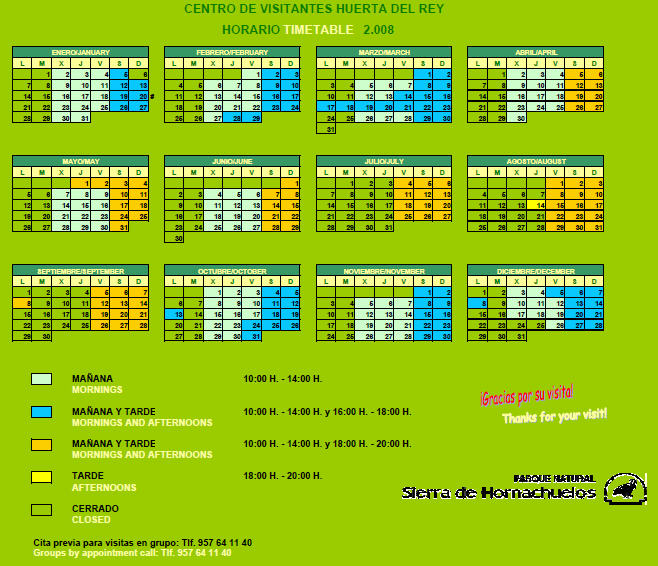 CENTRO DE VISITANTES HUERTA DEL REY
HORARIO TIMETABLE 2.008
ENERO/JANUARY
L M X J V S D
1 2 3 4 5 6
7 8 9 10 11 12 13
14 15 16 17 18 19 20 #
21 22 23 24 25 26 27
28 29 30 31
FEBRERO/FEBRUARY
L M X J V S D
1 2 3
4 5 6 7 8 9 10
11 12 13 14 15 16 17
18 19 20 21 22 23 24
25 26 27 28 29
MARZO/MARCH
L M X J V S D
1 2
3 4 5 6 7 8 9
10 11 12 13 14 15 16
17 18 19 20 21 22 23
24 25 26 27 28 29 30
31
ABRIL/APRIL
L M X J V S D
1 2 3 4 5 6
7 8 9 10 11 12 13
14 15 16 17 18 19 20
21 22 23 24 25 26 27
28 29 30
MAYO/MAY
L M X J V S D
1 2 3 4
5 6 7 8 9 10 11
12 13 14 15 16 17 18
19 20 21 22 23 24 25
26 27 28 29 30 31
JUNIO/JUNE
L M X J V S D
1
2 3 4 5 6 7 8
9 10 11 12 13 14 15
16 17 18 19 20 21 22
23 24 25 26 27 28 29
30
JULIO/JULY
L M X J V S D
1 2 3 4 5 6
7 8 9 10 11 12 13
14 15 16 17 18 19 20
21 22 23 24 25 26 27
28 29 30 31
AGOSTO/AUGUST
L M X J V S D
1 2 3
4 5 6 7 8 9 10
11 12 13 14 15 16 17
18 19 20 21 22 23 24
25 26 27 28 29 30 31
SEPTIEMBRE/SEPTEMBER
L M X J V S D
1 2 3 4 5 6 7
8 9 10 11 12 13 14
15 16 17 18 19 20 21
22 23 24 25 26 27 28
29 30
OCTUBRE/OCTOBER
L M X J V S D
1 2 3 4 5
6 7 8 9 10 11 12
13 14 15 16 17 18 19
20 21 22 23 24 25 26
27 28 29 30 31
NOVIEMBRE/NOVEMBER
L M X J V S D
1 2
3 4 5 6 7 8 9
10 11 12 13 14 15 16
17 18 19 20 21 22 23
24 25 26 27 28 29 30
DICIEMBRE/DECEMBER
L M X J V S D
1 2 3 4 5 6 7
8 9 10 11 12 13 14
15 16 17 18 19 20 21
22 23 24 25 26 27 28
29 30 31
MAÑANA 10:00 H. - 14:00 H.
MORNINGS
MAÑANA Y TARDE 10:00 H. - 14:00 H. y 16:00 H. - 18:00 H.
MORNINGS AND AFTERNOONS
MAÑANA Y TARDE 10:00 H. - 14:00 H. y 18:00 H. - 20:00 H.
MORNINGS AND AFTERNOONS
TARDE 18:00 H. - 20:00 H.
AFTERNOONS
CERRADO
CLOSED
¡Gracias por su visita!
Thanks for your visit!
PARQUE NATURAL
Sierra de Hornachuelos
Cita previa para visitas en grupo: Tlf. 957 64 11 40
Groups by appointment call: Tlf. 957 64 11 40